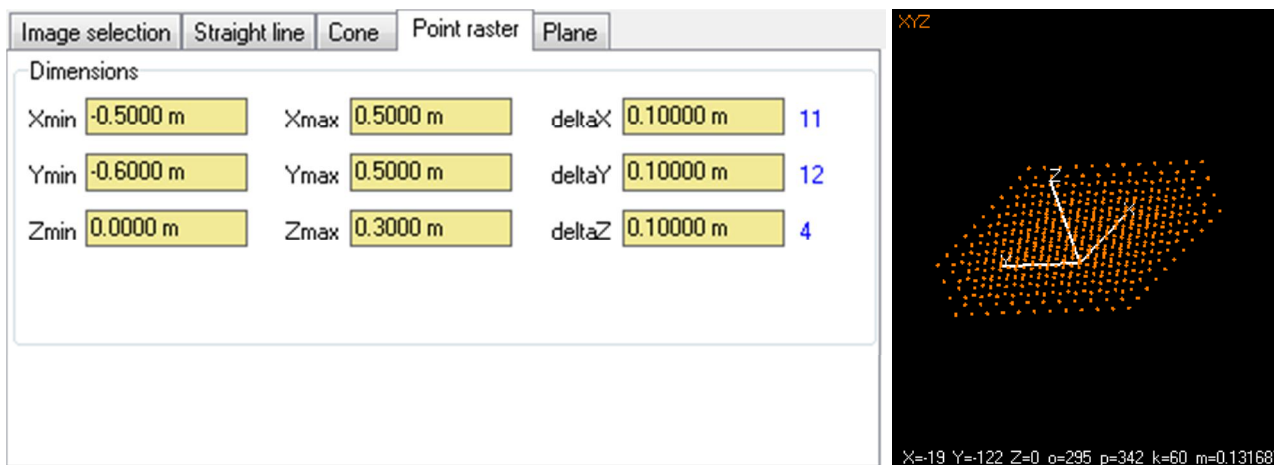 Image selection Straight line Cone Point raster Plane
Dimensions
Xmin -0.5000 m Xmax 0.5000 m deltaX 0.10000 m 11
Ymin -0.6000 m Ymax 0.5000 m deltaY 0.10000 m 12
Zmin 0.0000 m Zmax 0.3000 m deltaZ 0.10000 m 4
XYZ
Z
X
Y
X=-19 Y=-122 Z=0 o=295 p=342 k=60 m=0.13168